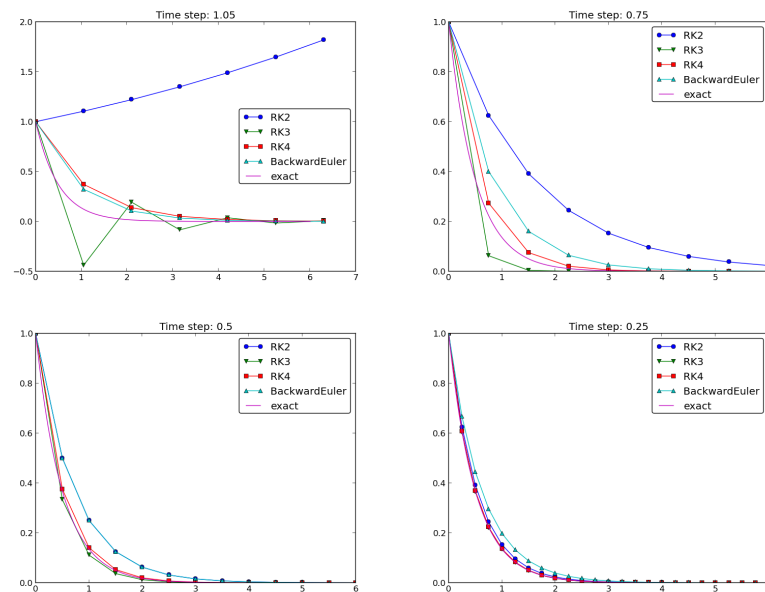 Time step: 1.05
2.0
1.5
1.0
0.5
0.0
−0.5
0 1 2 3 4 5 6 7
RK2
RK3
RK4
BackwardEuler
exact
Time step: 0.75
1.0
0.8
0.6
0.4
0.2
0.0
0 1 2 3 4 5
RK2
RK3
RK4
BackwardEuler
exact
Time step: 0.5
1.0
0.8
0.6
0.4
0.2
0.0
0 1 2 3 4 5 6
RK2
RK3
RK4
BackwardEuler
exact
Time step: 0.25
1.0
0.8
0.6
0.4
0.2
0.0
0 1 2 3 4 5
RK2
RK3
RK4
BackwardEuler
exact